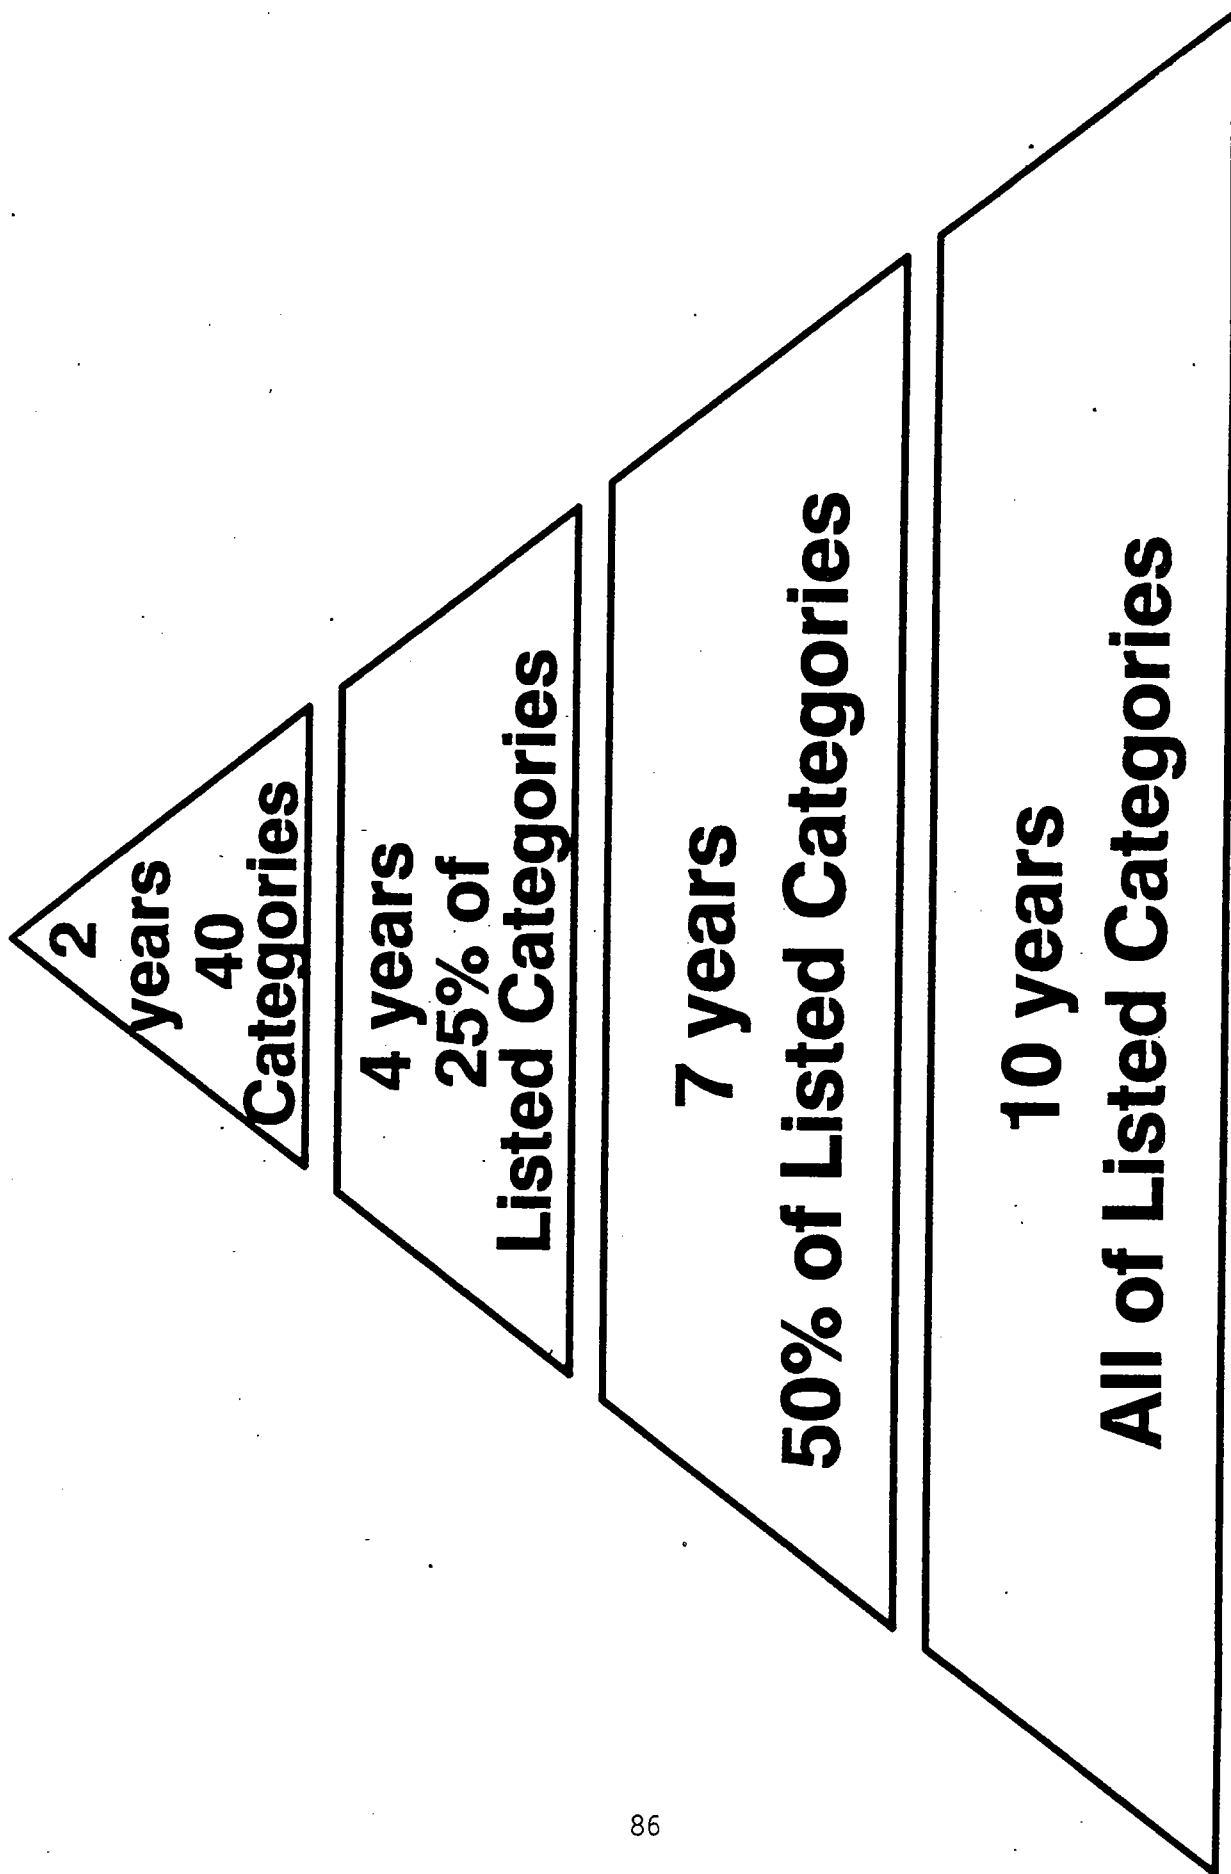 2
years
40
Categories
4 years
25% of
Listed Categories
7 years
50% of Listed Categories
10 years
All of Listed Categories
86